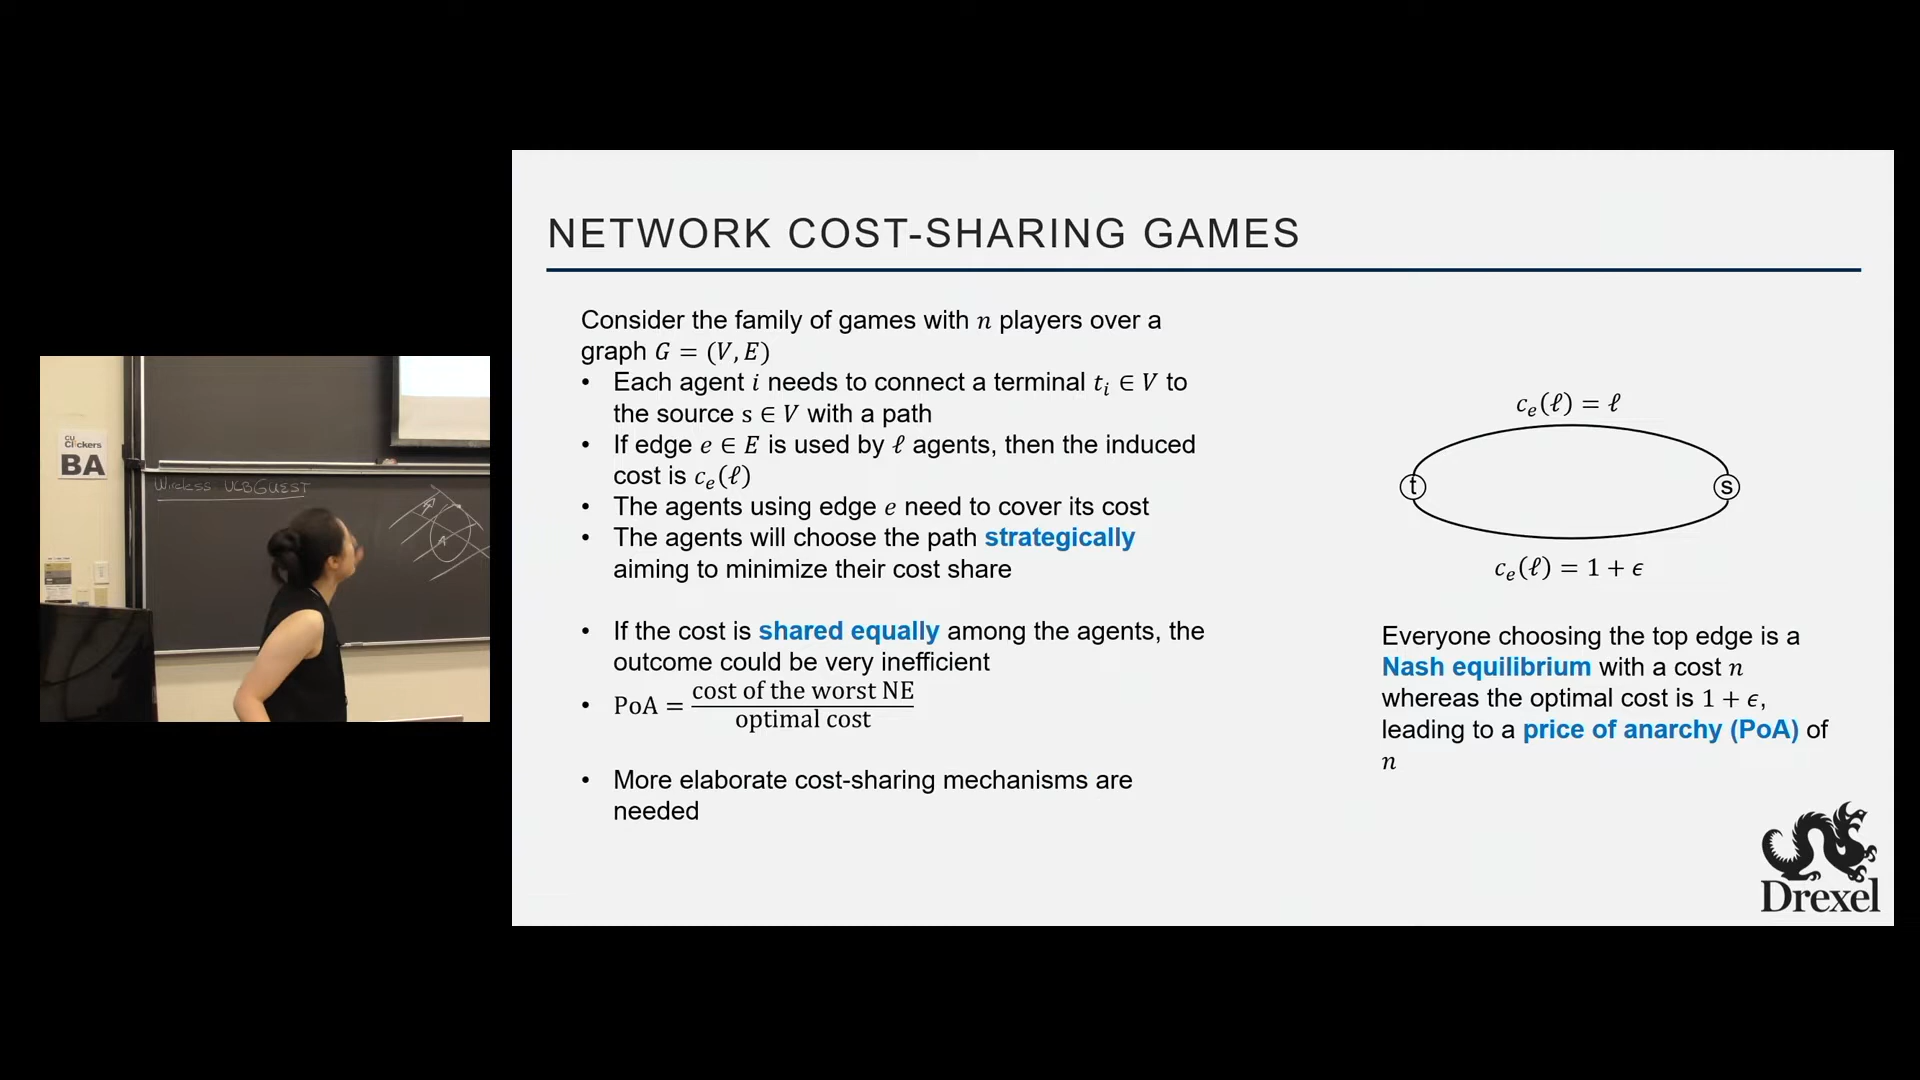 CU
Clickers
BA
Wireless UCBGUEST
NETWORK COST-SHARING GAMES
Consider the family of games with n players over a
graph G = (V, E)
• Each agent i needs to connect a terminal tᵢ ∈ V to
the source s ∈ V with a path
• If edge e ∈ E is used by ℓ agents, then the induced
cost is cₑ(ℓ)
• The agents using edge e need to cover its cost
• The agents will choose the path strategically
aiming to minimize their cost share
• If the cost is shared equally among the agents, the
outcome could be very inefficient
• PoA = cost of the worst NE / optimal cost
• More elaborate cost-sharing mechanisms are
needed
cₑ(ℓ) = ℓ
t s
cₑ(ℓ) = 1 + ϵ
Everyone choosing the top edge is a
Nash equilibrium with a cost n
whereas the optimal cost is 1 + ϵ,
leading to a price of anarchy (PoA) of
n
Drexel